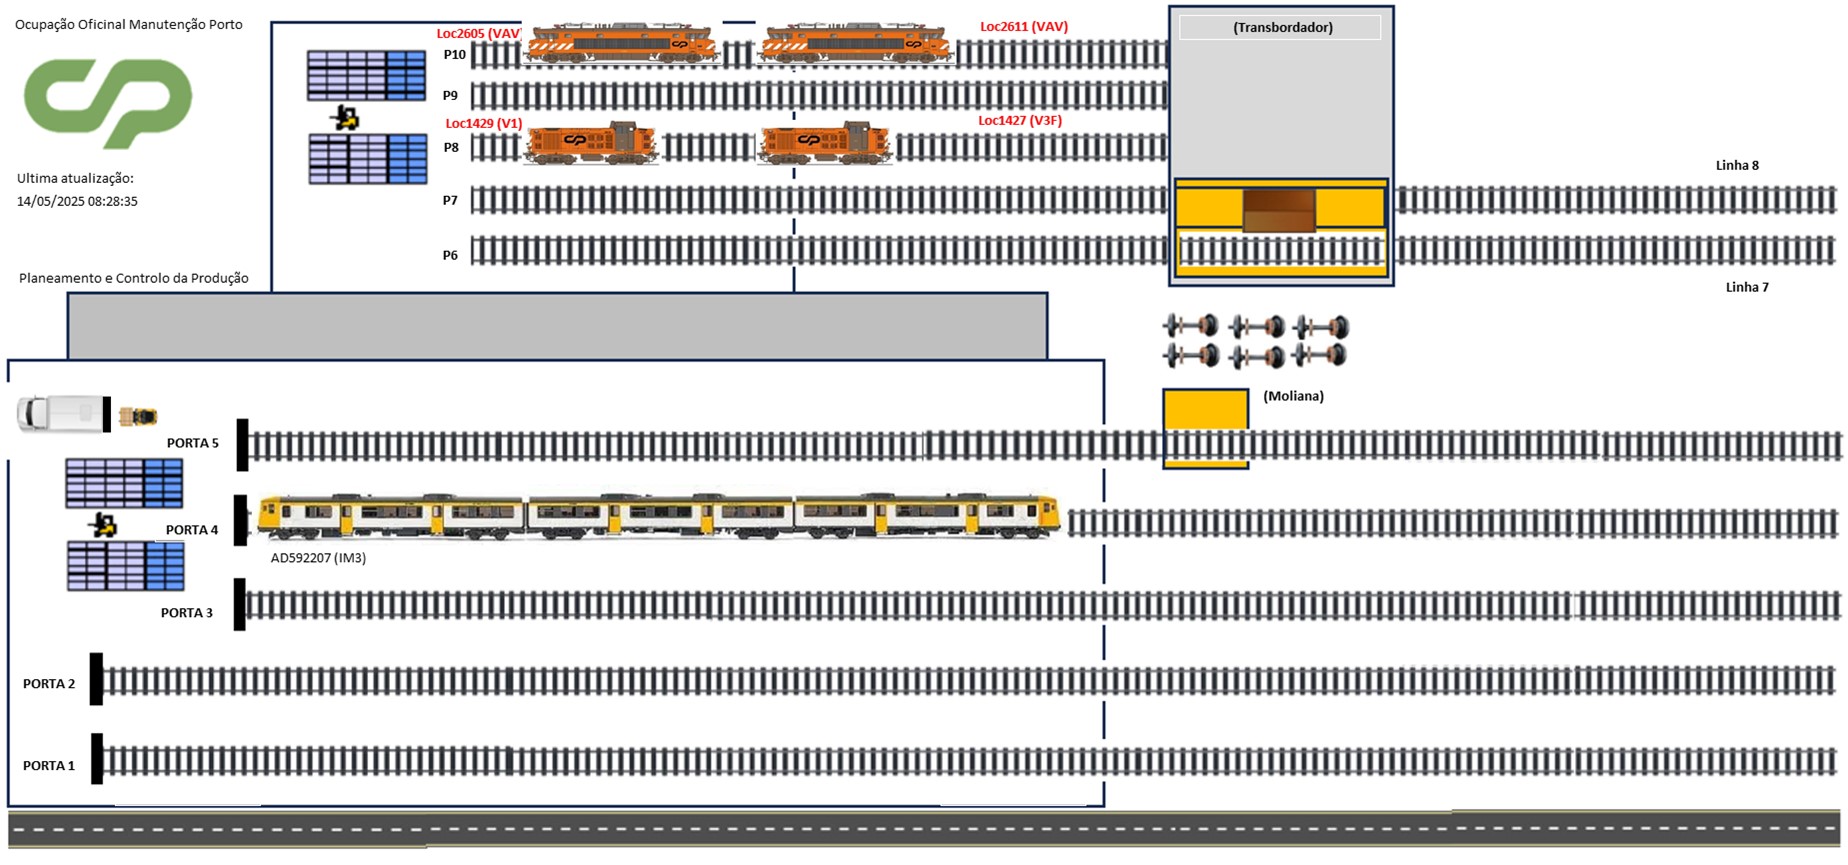 Ocupação Oficinal Manutenção Porto
Loc2605 (VAV)
Loc2611 (VAV)
(Transbordador)
P10
P9
Loc1429 (V1)
Loc1427 (V3F)
P8
Linha 8
Ultima atualização:
14/05/2025 08:28:35
P7
P6
Planeamento e Controlo da Produção
Linha 7
(Moliana)
PORTA 5
PORTA 4
AD592207 (IM3)
PORTA 3
PORTA 2
PORTA 1